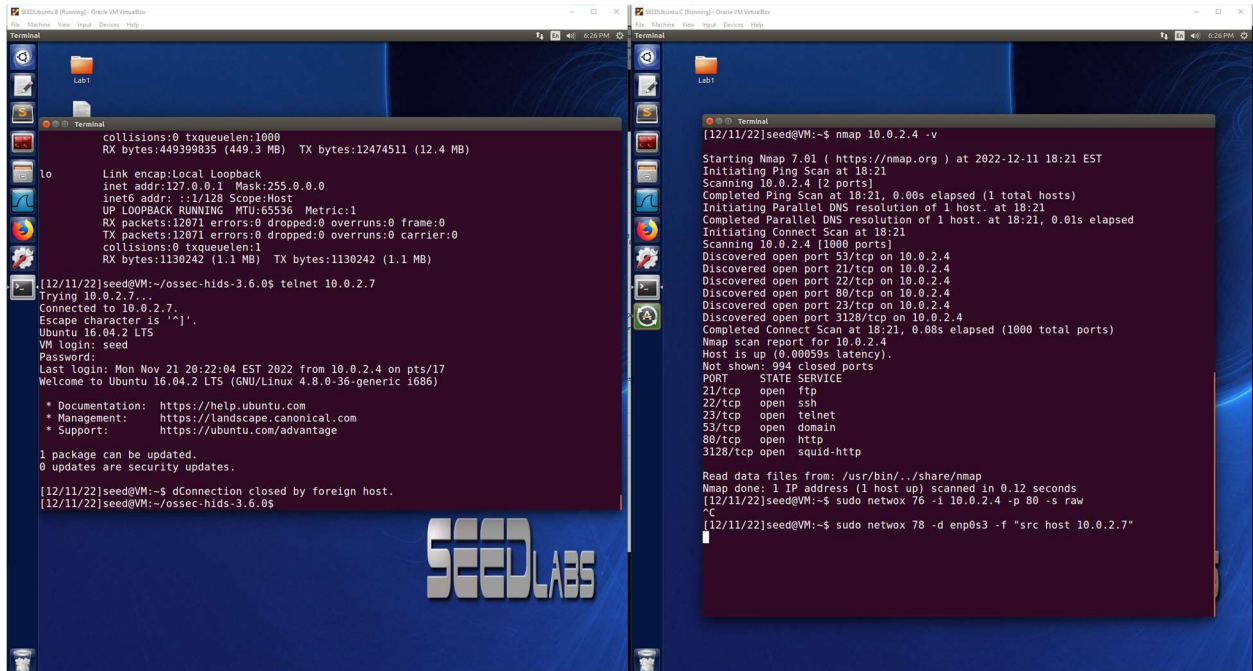 SEEDUbuntu B [Running] - Oracle VM VirtualBox
File Machine View Input Devices Help
Terminal
En
6:26 PM
Lab1
Terminal
collisions:0 txqueuelen:1000
RX bytes:449399835 (449.3 MB)  TX bytes:12474511 (12.4 MB)
lo        Link encap:Local Loopback
inet addr:127.0.0.1  Mask:255.0.0.0
inet6 addr: ::1/128 Scope:Host
UP LOOPBACK RUNNING  MTU:65536  Metric:1
RX packets:12071 errors:0 dropped:0 overruns:0 frame:0
TX packets:12071 errors:0 dropped:0 overruns:0 carrier:0
collisions:0 txqueuelen:1
RX bytes:1130242 (1.1 MB)  TX bytes:1130242 (1.1 MB)
[12/11/22]seed@VM:~/ossec-hids-3.6.0$ telnet 10.0.2.7
Trying 10.0.2.7...
Connected to 10.0.2.7.
Escape character is '^]'.
Ubuntu 16.04.2 LTS
VM login: seed
Password:
Last login: Mon Nov 21 20:22:04 EST 2022 from 10.0.2.4 on pts/17
Welcome to Ubuntu 16.04.2 LTS (GNU/Linux 4.8.0-36-generic i686)
* Documentation:  https://help.ubuntu.com
* Management:     https://landscape.canonical.com
* Support:        https://ubuntu.com/advantage
1 package can be updated.
0 updates are security updates.
[12/11/22]seed@VM:~$ dConnection closed by foreign host.
[12/11/22]seed@VM:~/ossec-hids-3.6.0$
SEEDLABS
SEEDUbuntu C [Running] - Oracle VM VirtualBox
File Machine View Input Devices Help
Terminal
En
6:26 PM
Lab1
Terminal
[12/11/22]seed@VM:~$ nmap 10.0.2.4 -v
Starting Nmap 7.01 ( https://nmap.org ) at 2022-12-11 18:21 EST
Initiating Ping Scan at 18:21
Scanning 10.0.2.4 [2 ports]
Completed Ping Scan at 18:21, 0.00s elapsed (1 total hosts)
Initiating Parallel DNS resolution of 1 host. at 18:21
Completed Parallel DNS resolution of 1 host. at 18:21, 0.01s elapsed
Initiating Connect Scan at 18:21
Scanning 10.0.2.4 [1000 ports]
Discovered open port 53/tcp on 10.0.2.4
Discovered open port 21/tcp on 10.0.2.4
Discovered open port 22/tcp on 10.0.2.4
Discovered open port 80/tcp on 10.0.2.4
Discovered open port 23/tcp on 10.0.2.4
Discovered open port 3128/tcp on 10.0.2.4
Completed Connect Scan at 18:21, 0.08s elapsed (1000 total ports)
Nmap scan report for 10.0.2.4
Host is up (0.00059s latency).
Not shown: 994 closed ports
PORT     STATE SERVICE
21/tcp   open  ftp
22/tcp   open  ssh
23/tcp   open  telnet
53/tcp   open  domain
80/tcp   open  http
3128/tcp open  squid-http
Read data files from: /usr/bin/../share/nmap
Nmap done: 1 IP address (1 host up) scanned in 0.12 seconds
[12/11/22]seed@VM:~$ sudo netwox 76 -i 10.0.2.4 -p 80 -s raw
^C
[12/11/22]seed@VM:~$ sudo netwox 78 -d enp0s3 -f "src host 10.0.2.7"